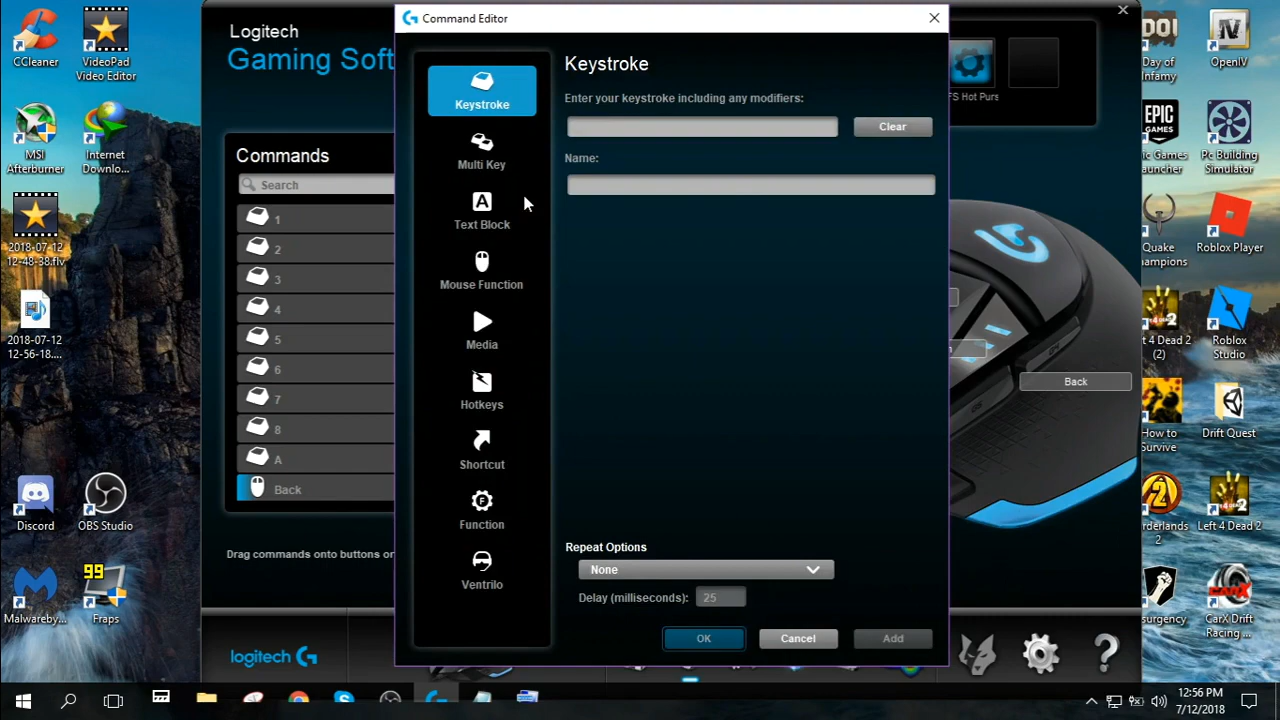 CCleaner
VideoPad
Video Editor
MSI
Afterburner
Internet
Downlo...
2018-07-12
12-48-38.flv
2018-07-12
12-56-18....
Discord
OBS Studio
Malwareby...
99
Fraps
Logitech
Gaming Soft
Commands
Search
1
2
3
4
5
6
7
8
A
Back
Drag commands onto buttons or
logitech G
Command Editor
Keystroke
Multi Key
A
Text Block
Mouse Function
Media
Hotkeys
Shortcut
F
Function
Ventrilo
Keystroke
Enter your keystroke including any modifiers:
Clear
Name:
Repeat Options
None
Delay (milliseconds):
25
OK
Cancel
Add
FS Hot Purs
Back
Day of
Infamy
OpenIV
EPIC
GAMES
Games
Launcher
Pc Building
Simulator
Quake
Champions
Roblox Player
4 Dead 2
(2)
Roblox
Studio
How to
Survive
Drift Quest
2
Left 4 Dead 2
CarX Drift
Racing ...
12:56 PM
7/12/2018